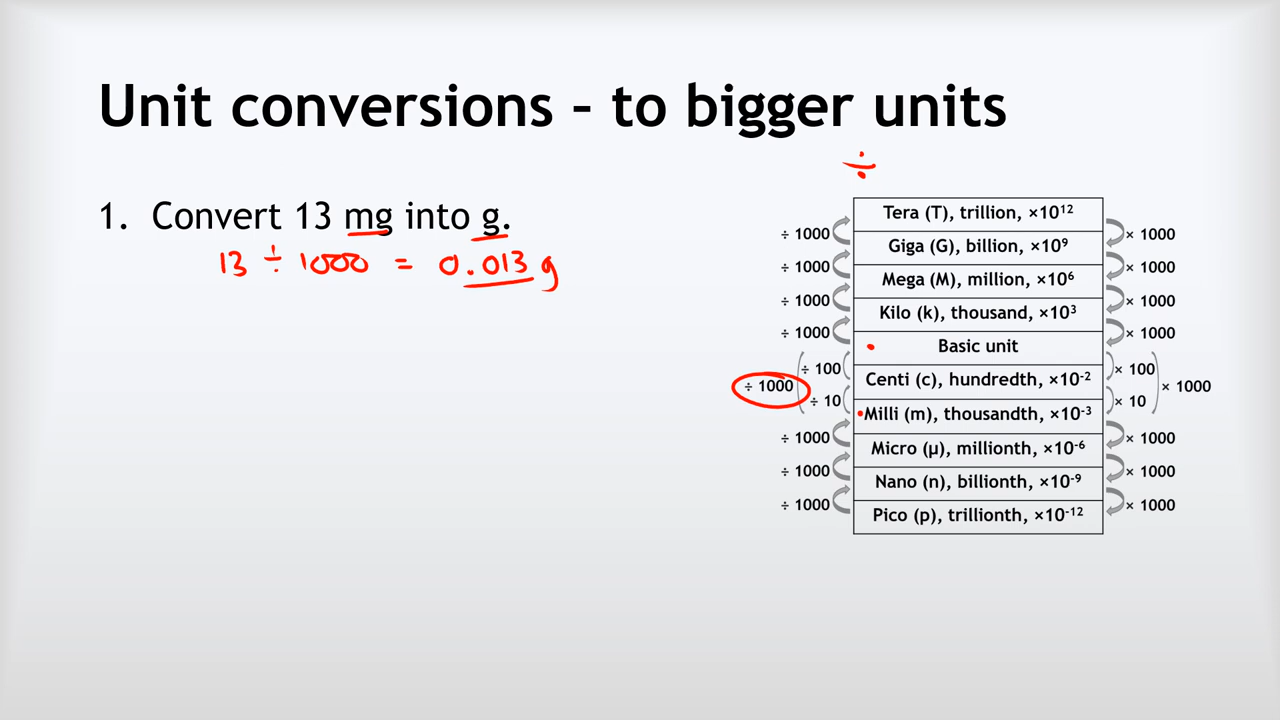 Unit conversions – to bigger units
÷
1. Convert 13 mg into g.
13 ÷ 1000 = 0.013 g
Tera (T), trillion, ×10¹²
÷ 1000
× 1000
Giga (G), billion, ×10⁹
÷ 1000
× 1000
Mega (M), million, ×10⁶
÷ 1000
× 1000
Kilo (k), thousand, ×10³
÷ 1000
× 1000
Basic unit
÷ 100
× 100
Centi (c), hundredth, ×10⁻²
÷ 1000
× 1000
÷ 10
× 10
Milli (m), thousandth, ×10⁻³
÷ 1000
× 1000
Micro (μ), millionth, ×10⁻⁶
÷ 1000
× 1000
Nano (n), billionth, ×10⁻⁹
÷ 1000
× 1000
Pico (p), trillionth, ×10⁻¹²